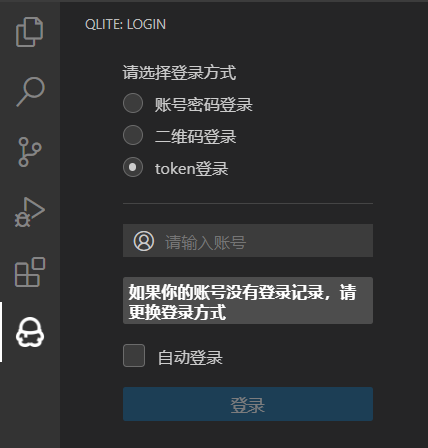 QLITE: LOGIN
请选择登录方式
账号密码登录
二维码登录
token登录
请输入账号
如果你的账号没有登录记录，请
更换登录方式
自动登录
登录